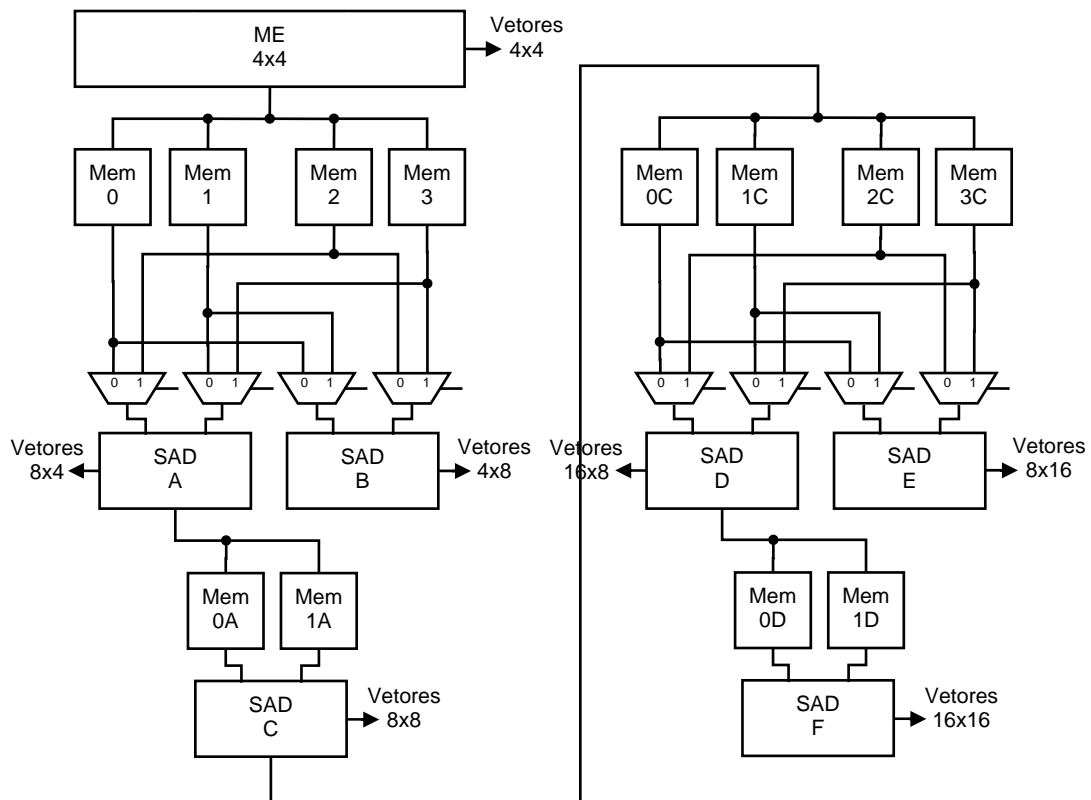 ME
4x4
Vetores
4x4
Mem
0
Mem
1
Mem
2
Mem
3
0 1
0 1
0 1
0 1
Vetores
8x4
SAD
A
SAD
B
Vetores
4x8
Mem
0A
Mem
1A
SAD
C
Vetores
8x8
Mem
0C
Mem
1C
Mem
2C
Mem
3C
0 1
0 1
0 1
0 1
Vetores
16x8
SAD
D
SAD
E
Vetores
8x16
Mem
0D
Mem
1D
SAD
F
Vetores
16x16